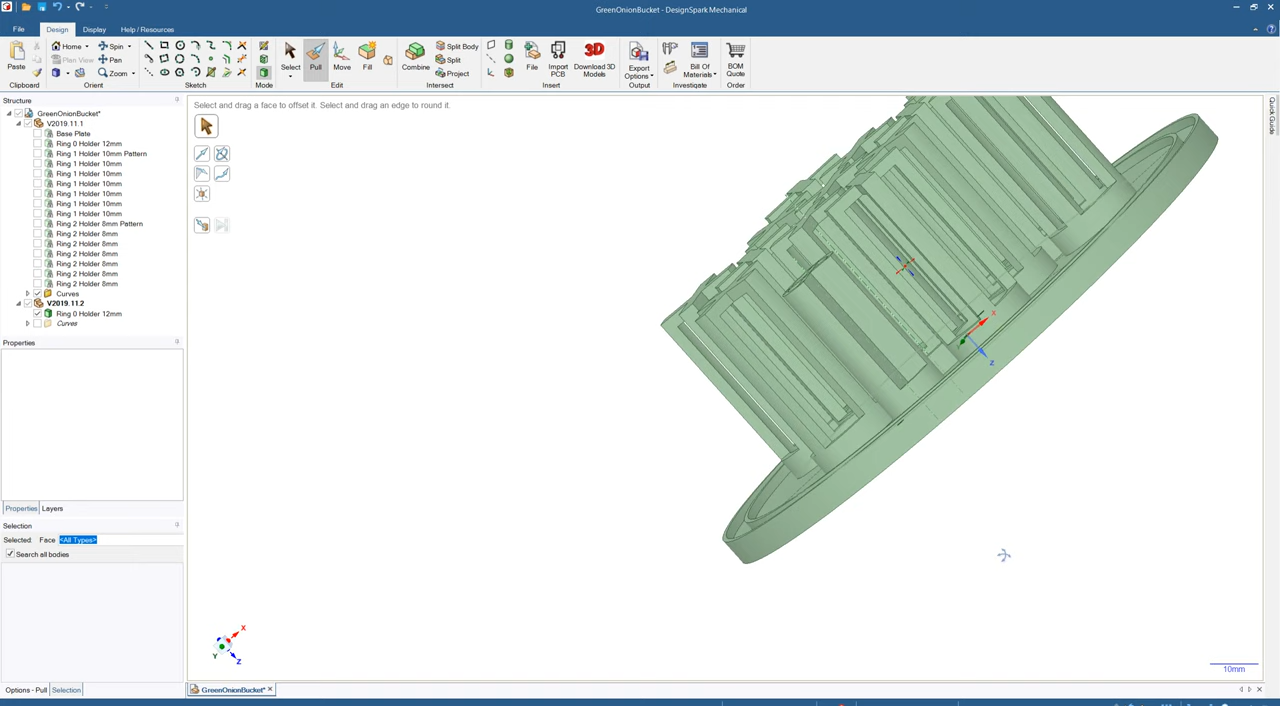 GreenOnionBucket - DesignSpark Mechanical
File Design Display Help / Resources
Paste
Clipboard
Home Spin
Plan View Pan
Zoom
Orient
Sketch
Mode
Select Pull Move Fill
Edit
Combine Split Body
Split
Project
Intersect
File Import PCB Download 3D Models
Insert
Export Options
Output
Bill Of Materials
Investigate
BOM Quote
Order
Structure
GreenOnionBucket*
V2019.11.1
Base Plate
Ring 0 Holder 12mm
Ring 1 Holder 10mm Pattern
Ring 1 Holder 10mm
Ring 1 Holder 10mm
Ring 1 Holder 10mm
Ring 1 Holder 10mm
Ring 1 Holder 10mm
Ring 1 Holder 10mm
Ring 2 Holder 8mm Pattern
Ring 2 Holder 8mm
Ring 2 Holder 8mm
Ring 2 Holder 8mm
Ring 2 Holder 8mm
Ring 2 Holder 8mm
Ring 2 Holder 8mm
Curves
V2019.11.2
Ring 0 Holder 12mm
Curves
Properties
Properties Layers
Selection
Selected: Face <All Types>
Search all bodies
Options - Pull Selection
Select and drag a face to offset it. Select and drag an edge to round it.
Quick Guide
X
Z
X
Y
Z
10mm
GreenOnionBucket*